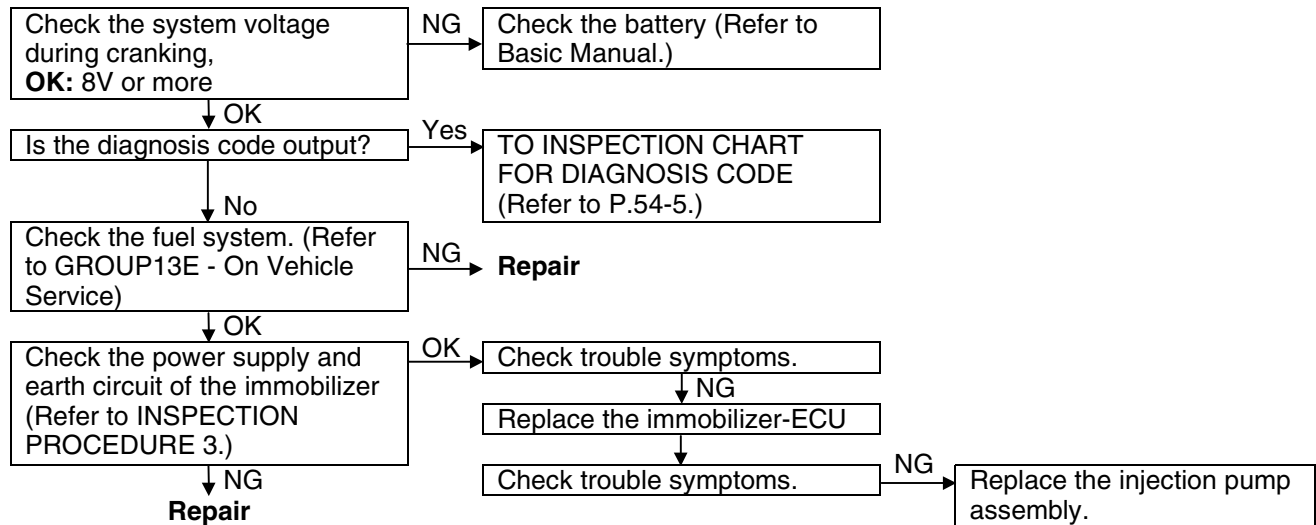 Check the system voltage
during cranking,
OK: 8V or more
NG
Check the battery (Refer to
Basic Manual.)
OK
Is the diagnosis code output?
Yes
TO INSPECTION CHART
FOR DIAGNOSIS CODE
(Refer to P.54-5.)
No
Check the fuel system. (Refer
to GROUP13E - On Vehicle
Service)
NG
Repair
OK
Check the power supply and
earth circuit of the immobilizer
(Refer to INSPECTION
PROCEDURE 3.)
OK
Check trouble symptoms.
NG
Replace the immobilizer-ECU
Check trouble symptoms.
NG
Replace the injection pump
assembly.
NG
Repair